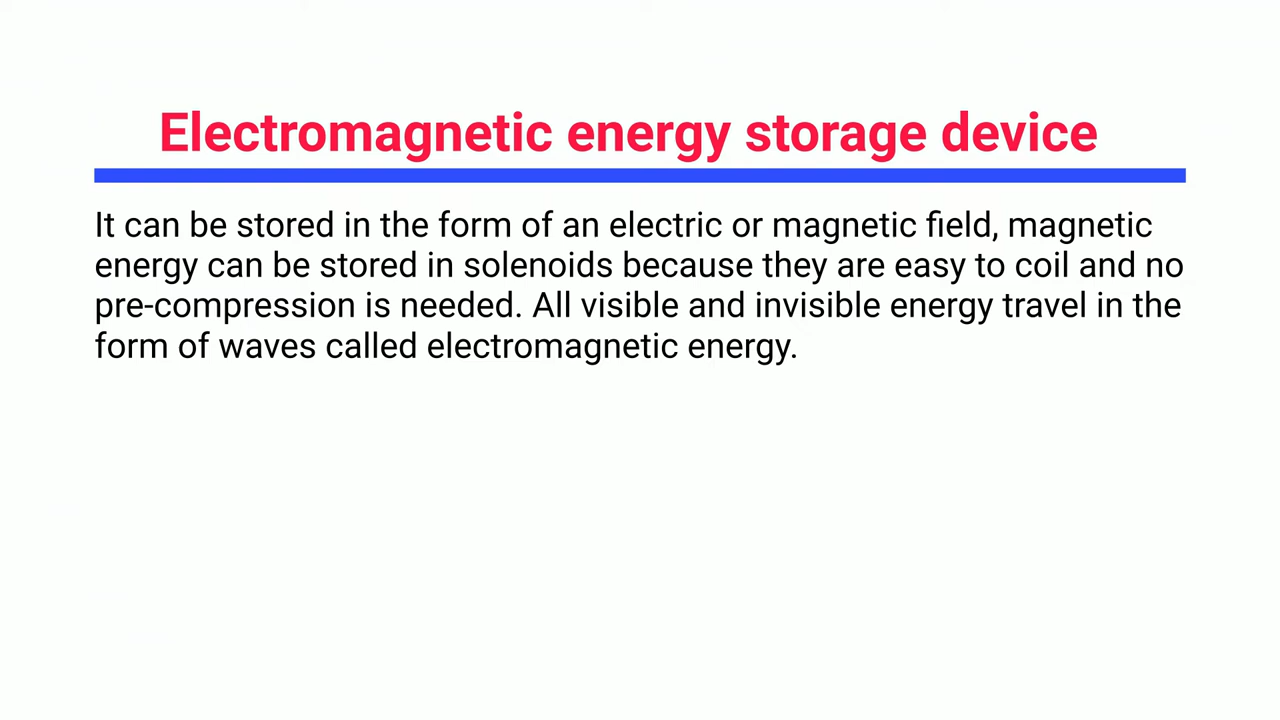 Electromagnetic energy storage device
It can be stored in the form of an electric or magnetic field, magnetic
energy can be stored in solenoids because they are easy to coil and no
pre-compression is needed. All visible and invisible energy travel in the
form of waves called electromagnetic energy.